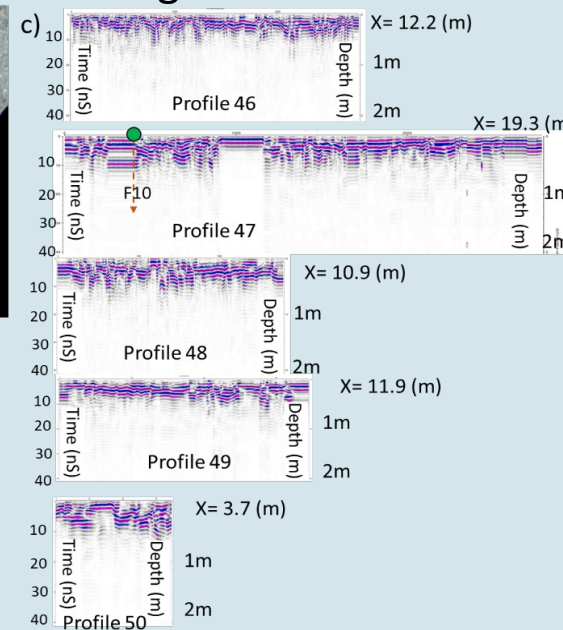 c)
X= 12.2 (m)
10
20
30
40
Time (nS)
Profile 46
Depth (m)
1m
2m
X= 19.3 (m
10
20
30
40
Time (nS)
F10
Profile 47
Depth (m)
1m
2m
X= 10.9 (m)
10
20
30
40
Time (nS)
Profile 48
Depth (m)
1m
2m
X= 11.9 (m)
10
20
30
40
Time (nS)
Profile 49
Depth (m)
1m
2m
X= 3.7 (m)
10
20
30
40
Time (nS)
Profile 50
Depth (m)
1m
2m